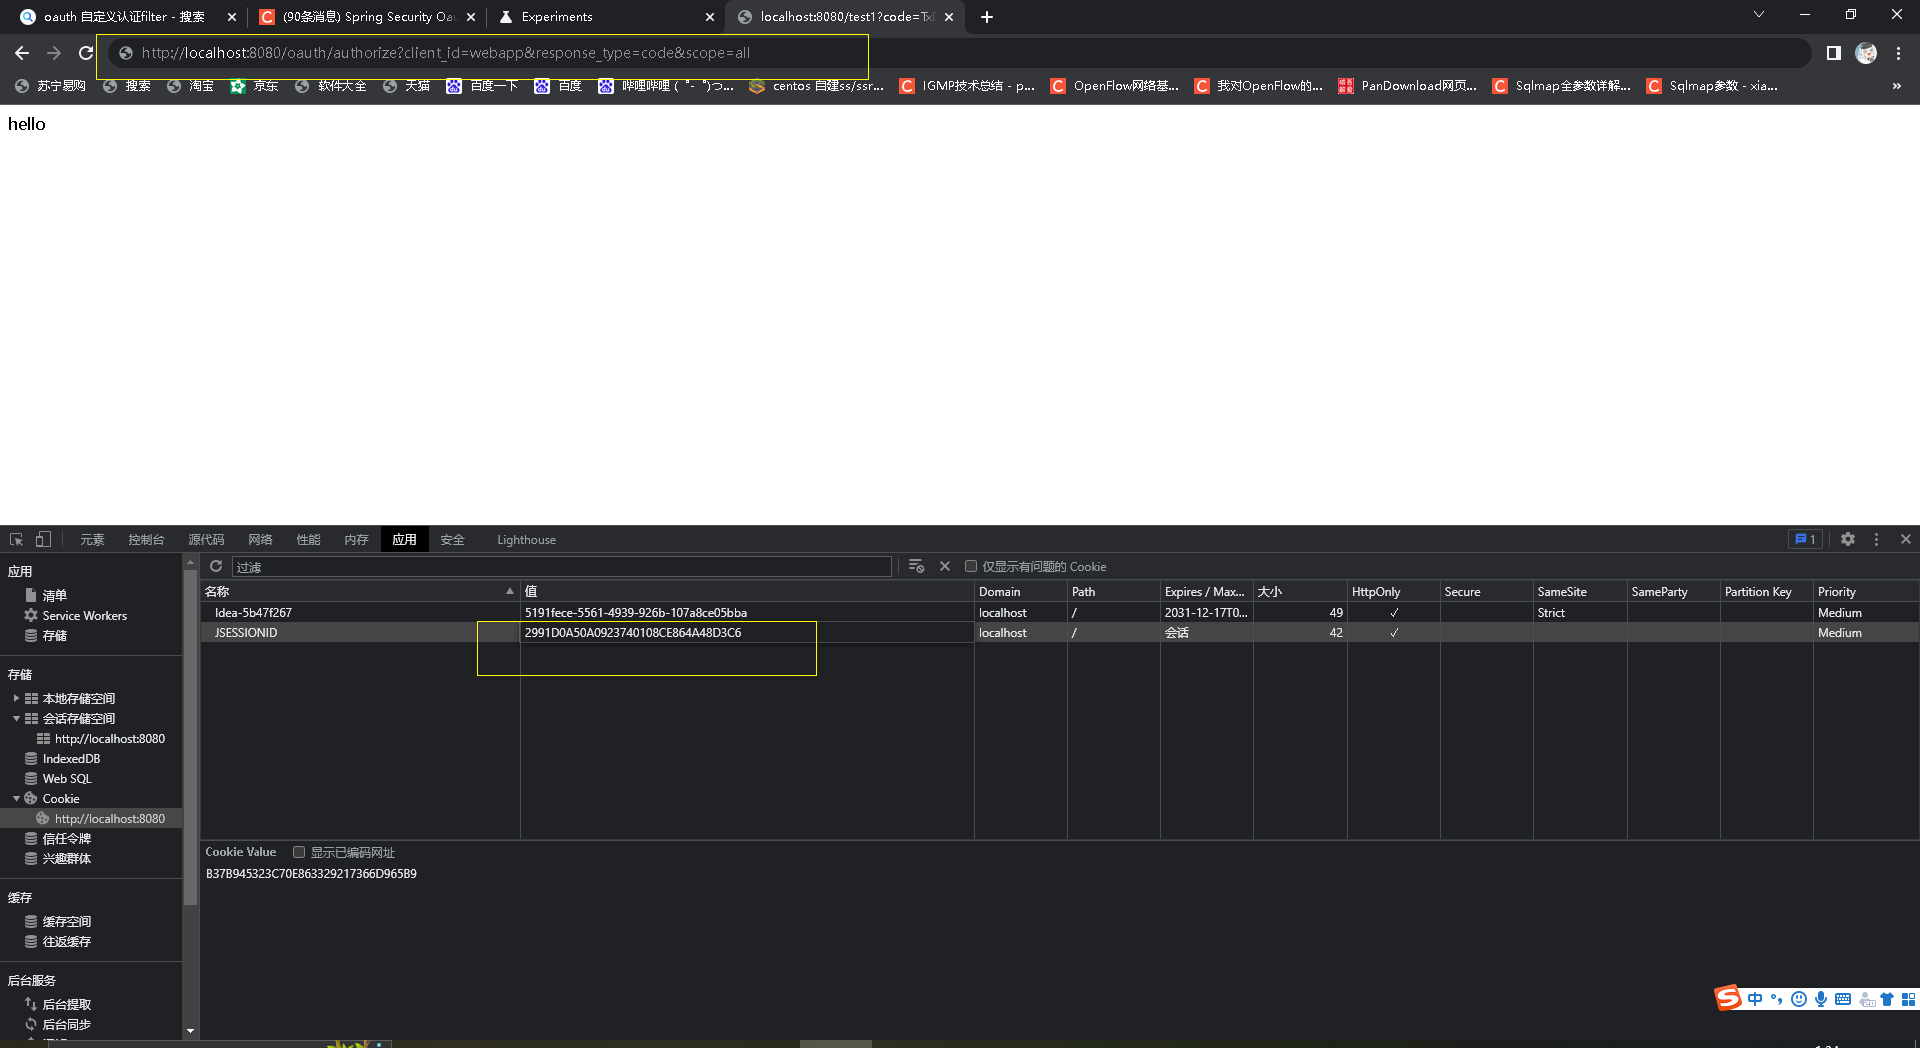 oauth 自定义认证filter - 搜索
(90条消息) Spring Security Oau
Experiments
localhost:8080/test1?code=Tx
http://localhost:8080/oauth/authorize?client_id=webapp&response_type=code&scope=all
苏宁易购 搜索 淘宝 京东 软件大全 天猫 百度一下 百度 哔哩哔哩 ( ゜- ゜)つ... centos 自建ss/ssr... IGMP技术总结 - p... OpenFlow网络基... 我对OpenFlow的... PanDownload网页... Sqlmap全参数详解... Sqlmap参数 - xia... »
hello
元素 控制台 源代码 网络 性能 内存 应用 安全 Lighthouse 1
应用
清单
Service Workers
存储
存储
本地存储空间
会话存储空间
http://localhost:8080
IndexedDB
Web SQL
Cookie
http://localhost:8080
信任令牌
兴趣群体
缓存
缓存空间
往返缓存
后台服务
后台提取
后台同步
过滤 仅显示有问题的 Cookie
名称 值 Domain Path Expires / Max... 大小 HttpOnly Secure SameSite SameParty Partition Key Priority
Idea-5b47f267 5191fece-5561-4939-926b-107a8ce05bba localhost / 2031-12-17T0... 49 ✓ Strict Medium
JSESSIONID 2991D0A50A0923740108CE864A48D3C6 localhost / 会话 42 ✓ Medium
Cookie Value 显示已编码网址
B37B945323C70E863329217366D965B9
中